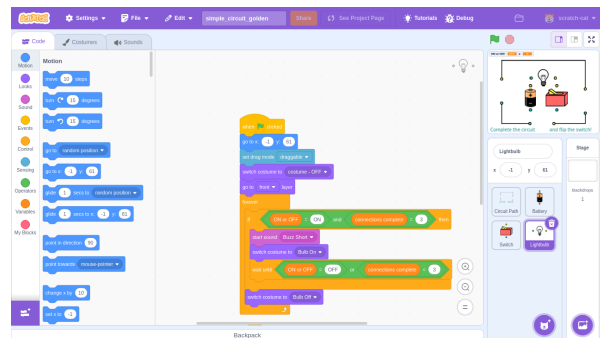 SCRATCH Settings File Edit simple_circuit_golden Share See Project Page Tutorials Debug scratch-cat
Code Costumes Sounds
Motion
Looks
Sound
Events
Control
Sensing
Operators
Variables
My Blocks
Motion
move 10 steps
turn 15 degrees
turn 15 degrees
go to random position
go to x: -1 y: 61
glide 1 secs to random position
glide 1 secs to x: -1 y: 61
point in direction 90
point towards mouse-pointer
change x by 10
set x to -1
when clicked
go to x: -1 y: 61
set drag mode draggable
switch costume to costume - OFF
go to front layer
forever
if ON or OFF = ON and connections complete = 3 then
start sound Buzz Short
switch costume to Bulb On
wait until ON or OFF = OFF or connections complete < 3
switch costume to Bulb Off
Complete the circuit and flip the switch!
Lightbulb
x -1 y 61
Circuit Path
Battery
Switch
Lightbulb
Stage
Backdrops
1
Backpack